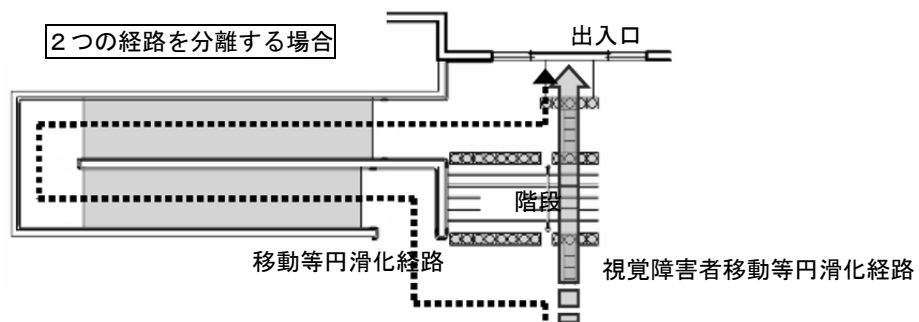 ２つの経路を分離する場合
出入口
階段
移動等円滑化経路
視覚障害者移動等円滑化経路